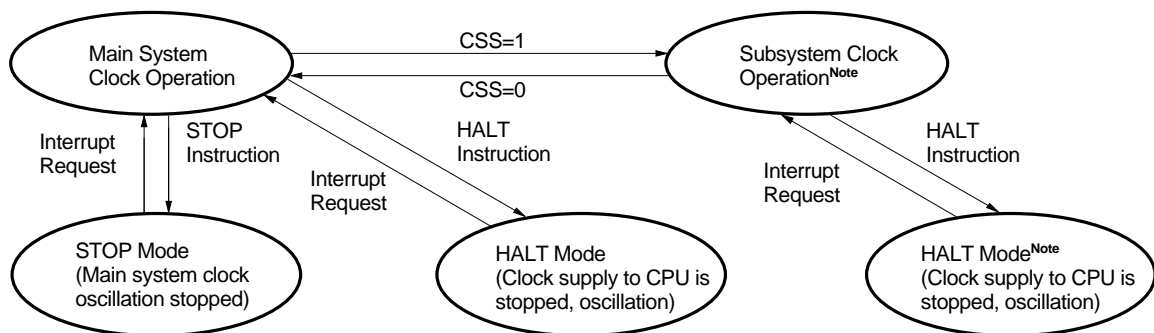 Main System
Clock Operation
CSS=1
CSS=0
Subsystem Clock
OperationNote
Interrupt
Request
STOP
Instruction
HALT
Instruction
Interrupt
Request
HALT
Instruction
Interrupt
Request
STOP Mode
(Main system clock
oscillation stopped)
HALT Mode
(Clock supply to CPU is
stopped, oscillation)
HALT ModeNote
(Clock supply to CPU is
stopped, oscillation)